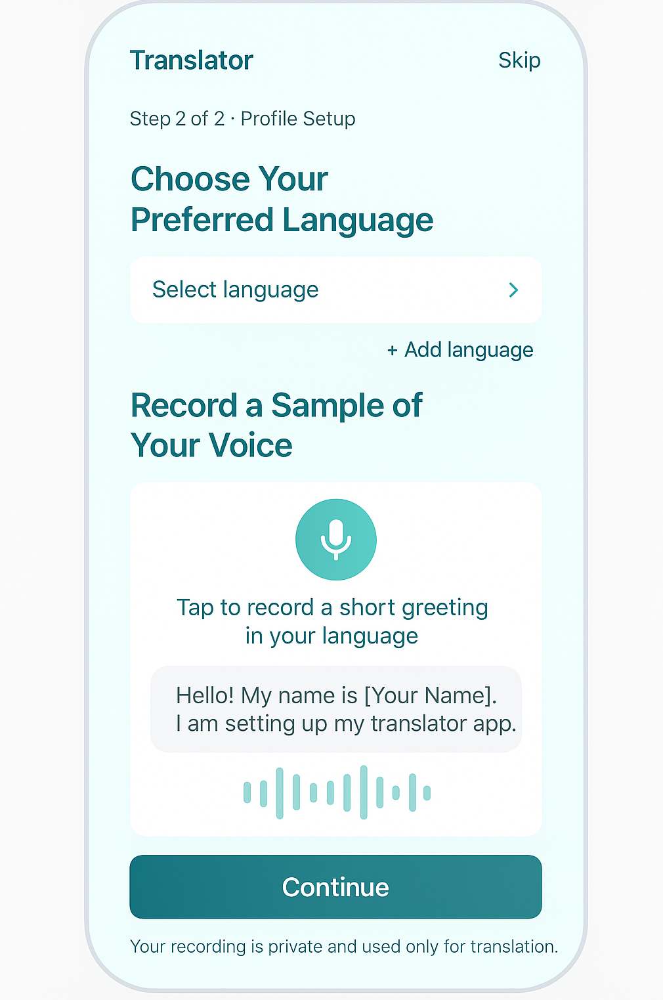 Translator
Skip
Step 2 of 2 · Profile Setup
Choose Your
Preferred Language
Select language
+ Add language
Record a Sample of
Your Voice
Tap to record a short greeting
in your language
Hello! My name is [Your Name].
I am setting up my translator app.
Continue
Your recording is private and used only for translation.